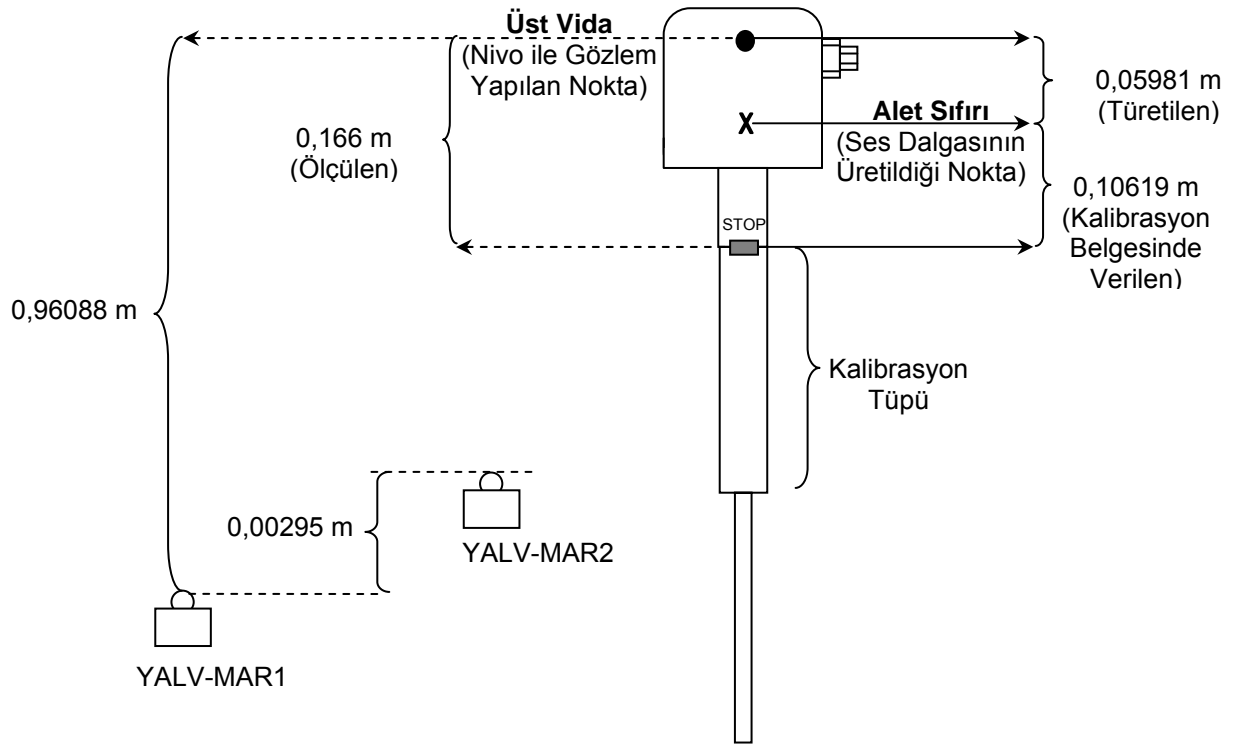 Üst Vida
(Nivo ile Gözlem
Yapılan Nokta)
0,05981 m
(Türetilen)
Alet Sıfırı
(Ses Dalgasının
Üretildiği Nokta)
X
0,166 m
(Ölçülen)
0,10619 m
(Kalibrasyon
Belgesinde
Verilen)
STOP
0,96088 m
Kalibrasyon
Tüpü
0,00295 m
YALV-MAR2
YALV-MAR1